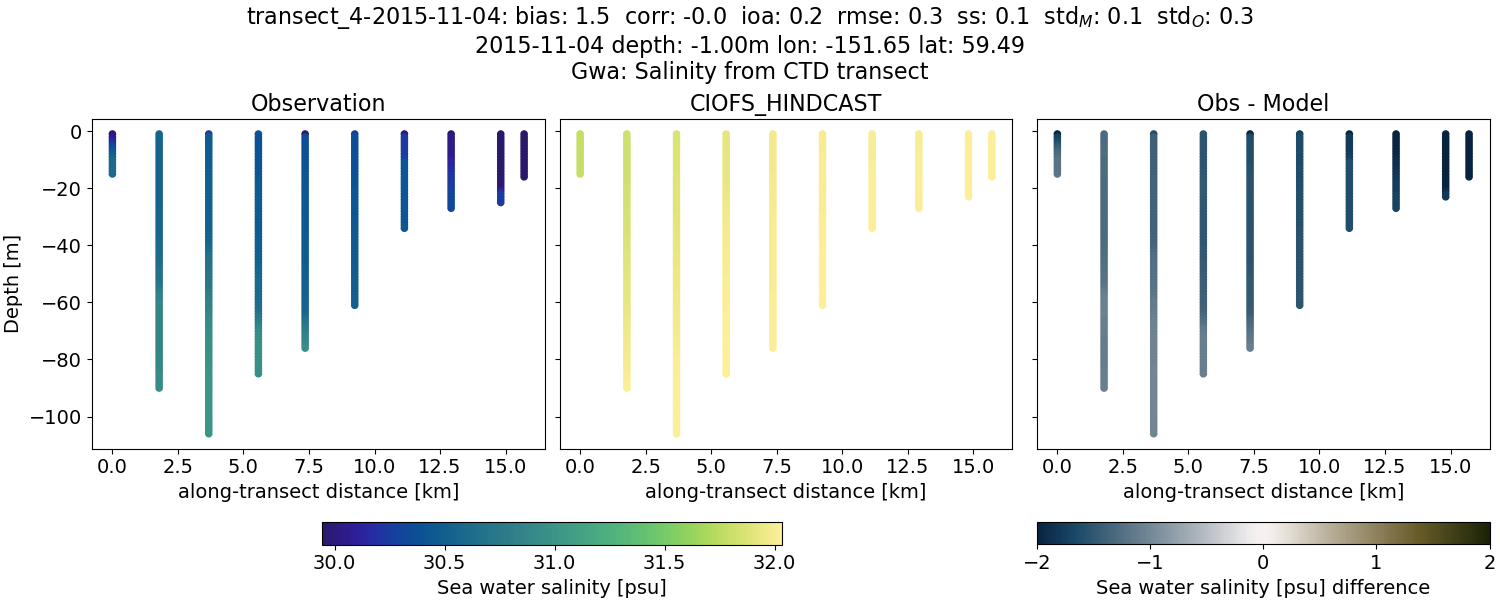 transect_4-2015-11-04: bias: 1.5 corr: -0.0 ioa: 0.2 rmse: 0.3 ss: 0.1 std_M: 0.1 std_O: 0.3
2015-11-04 depth: -1.00m lon: -151.65 lat: 59.49
Gwa: Salinity from CTD transect
Observation
CIOFS_HINDCAST
Obs - Model
Depth [m]
0
−20
−40
−60
−80
−100
0.0 2.5 5.0 7.5 10.0 12.5 15.0
along-transect distance [km]
0.0 2.5 5.0 7.5 10.0 12.5 15.0
along-transect distance [km]
0.0 2.5 5.0 7.5 10.0 12.5 15.0
along-transect distance [km]
30.0 30.5 31.0 31.5 32.0
Sea water salinity [psu]
−2 −1 0 1 2
Sea water salinity [psu] difference